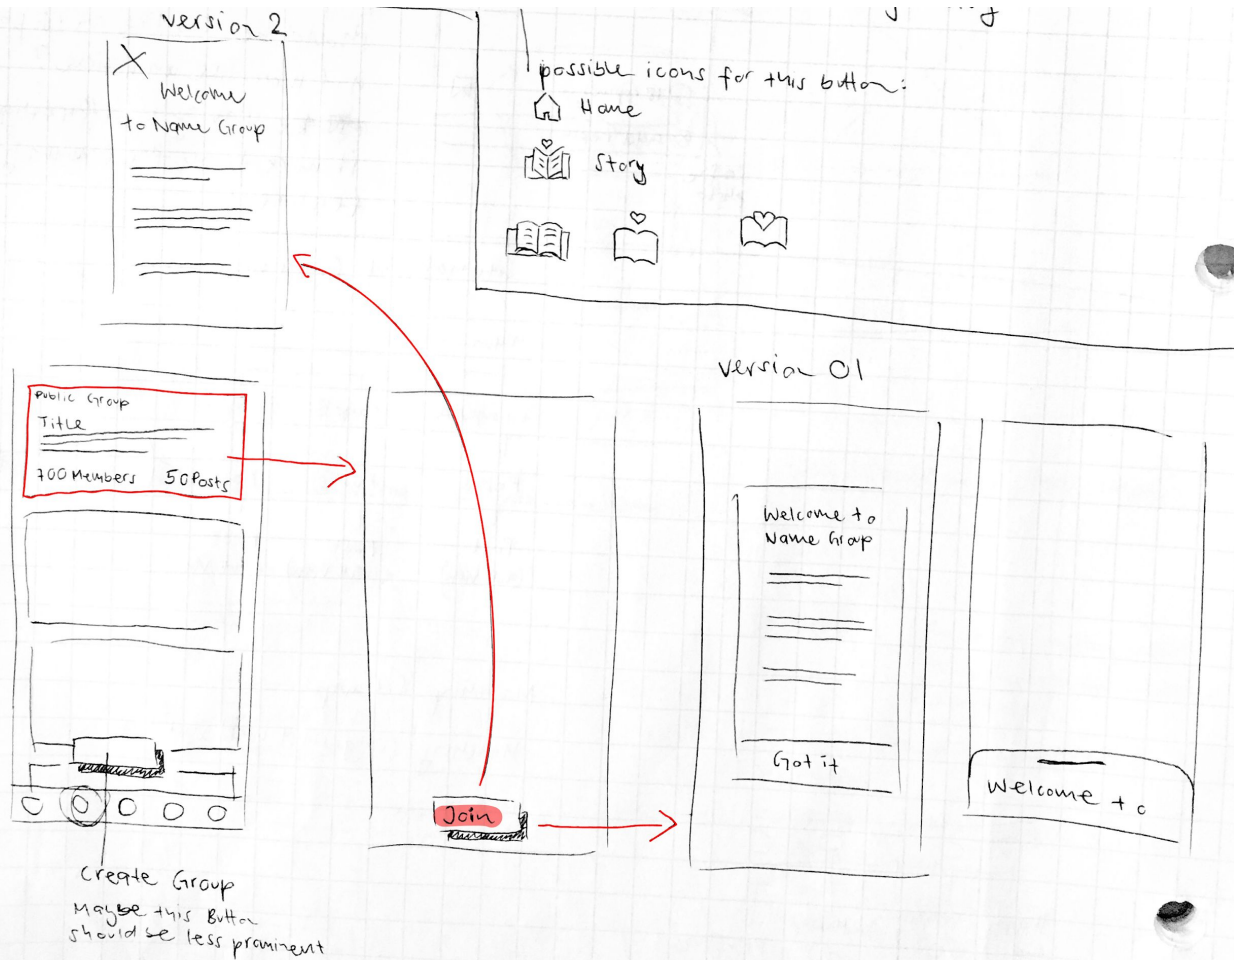 version 2
X
Welcome
to Name Group
possible icons for this button:
Home
Story
Public Group
Title
700 Members 50 Posts
Create Group
Maybe this Button
should be less prominent
Join
version 01
Welcome to
Name Group
Got it
Welcome to